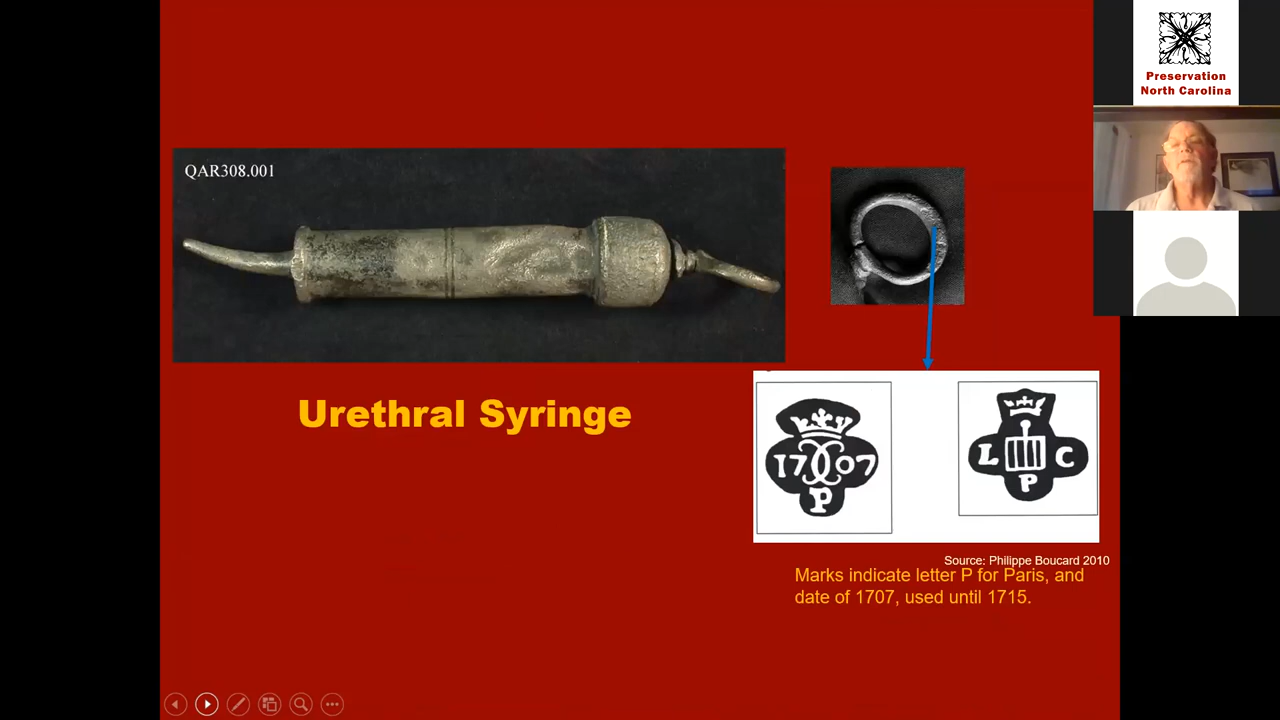 QAR308.001
Urethral Syringe
1707
P
L C
P
Source: Philippe Boucard 2010
Marks indicate letter P for Paris, and
date of 1707, used until 1715.
Preservation
North Carolina